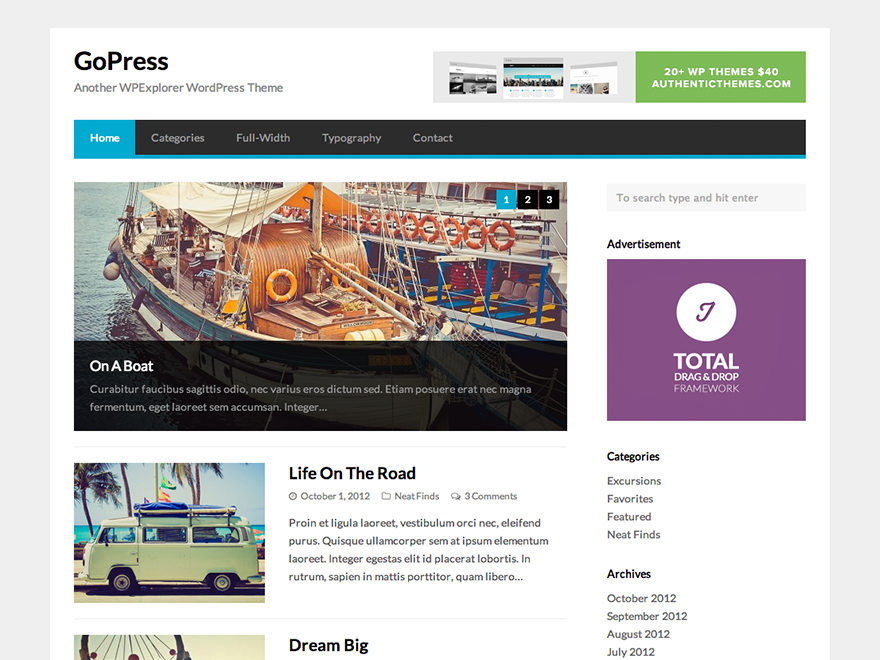 GoPress
Another WPExplorer WordPress Theme
20+ WP THEMES $40
AUTHENTICTHEMES.COM
Home Categories Full-Width Typography Contact
1 2 3
On A Boat
Curabitur faucibus sagittis odio, nec varius eros dictum sed. Etiam posuere erat nec magna
fermentum, eget laoreet sem accumsan. Integer...
Life On The Road
October 1, 2012 Neat Finds 3 Comments
Proin et ligula laoreet, vestibulum orci nec, eleifend
purus. Quisque ullamcorper sem at ipsum elementum
laoreet. Integer egestas elit id placerat lobortis. In
rutrum, sapien in mattis porttitor, quam libero...
Dream Big
To search type and hit enter
Advertisement
TOTAL
DRAG & DROP
FRAMEWORK
Categories
Excursions
Favorites
Featured
Neat Finds
Archives
October 2012
September 2012
August 2012
July 2012